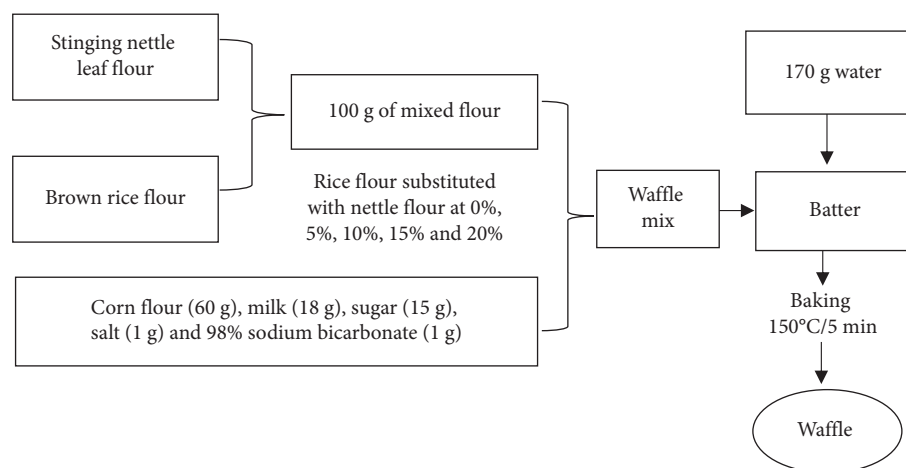 Stinging nettle
leaf flour
Brown rice flour
100 g of mixed flour
Rice flour substituted
with nettle flour at 0%,
5%, 10%, 15% and 20%
Corn flour (60 g), milk (18 g), sugar (15 g),
salt (1 g) and 98% sodium bicarbonate (1 g)
Waffle
mix
170 g water
Batter
Baking
150°C/5 min
Waffle